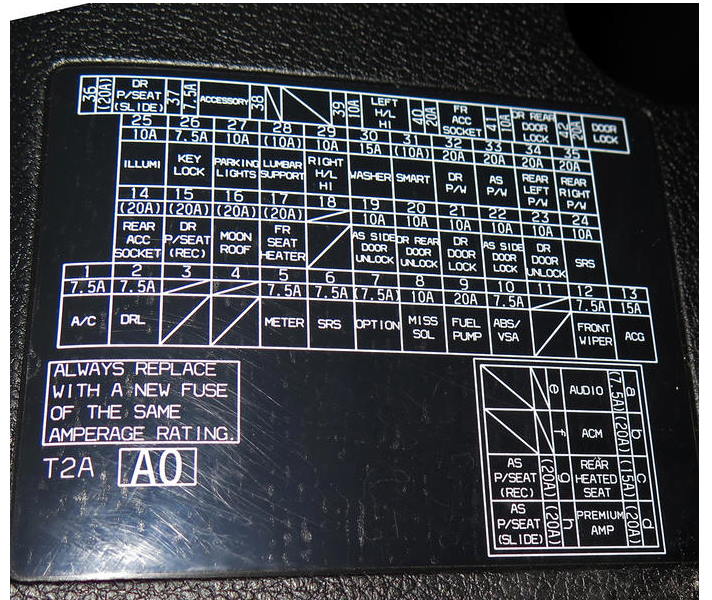 36 (20A) DR P/SEAT (SLIDE) 37 7.5A ACCESSORY 38 39 10A LEFT H/L HI 40 20A FR ACC SOCKET 41 10A DR REAR DOOR LOCK 42 20A DOOR LOCK
25 26 27 28 29 30 31 32 33 34 35
10A 7.5A 10A (10A) 10A 15A (10A) 20A 20A 20A 20A
ILLUMI KEY LOCK PARKING LIGHTS LUMBAR SUPPORT RIGHT H/L HI WASHER SMART DR P/W AS P/W REAR LEFT P/W REAR RIGHT P/W
14 15 16 17 18 19 20 21 22 23 24
(20A) (20A) (20A) (20A) 10A 10A 10A 10A 10A 10A
REAR ACC SOCKET DR P/SEAT (REC) MOON ROOF FR SEAT HEATER AS SIDE DOOR UNLOCK DR REAR DOOR UNLOCK DR DOOR LOCK AS SIDE DOOR LOCK DR DOOR UNLOCK SRS
1 2 3 4 5 6 7 8 9 10 11 12 13
7.5A 7.5A 7.5A 7.5A (7.5A) 10A 20A 7.5A 7.5A 15A
A/C DRL METER SRS OPTION MISS SOL FUEL PUMP ABS/VSA FRONT WIPER ACG
ALWAYS REPLACE
WITH A NEW FUSE
OF THE SAME
AMPERAGE RATING.
T2A A0
e AUDIO a (7.5A)
f ACM b (20A)
AS P/SEAT (REC) g (20A) REAR HEATED SEAT c (15A)
AS P/SEAT (SLIDE) h (20A) PREMIUM AMP d (20A)